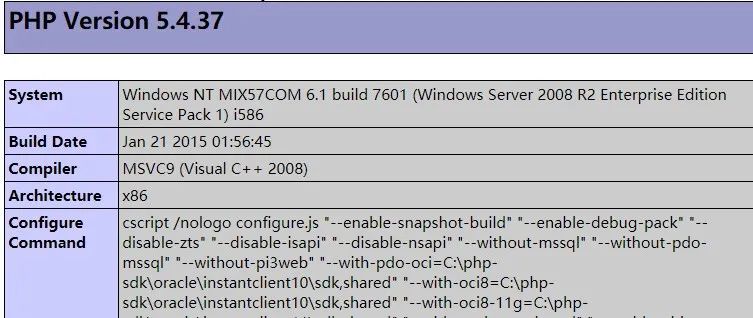 PHP Version 5.4.37
System Windows NT MIX57COM 6.1 build 7601 (Windows Server 2008 R2 Enterprise Edition
Service Pack 1) i586
Build Date Jan 21 2015 01:56:45
Compiler MSVC9 (Visual C++ 2008)
Architecture x86
Configure cscript /nologo configure.js "--enable-snapshot-build" "--enable-debug-pack" "--
Command disable-zts" "--disable-isapi" "--disable-nsapi" "--without-mssql" "--without-pdo-
mssql" "--without-pi3web" "--with-pdo-oci=C:\php-
sdk\oracle\instantclient10\sdk,shared" "--with-oci8=C:\php-
sdk\oracle\instantclient10\sdk,shared" "--with-oci8-11g=C:\php-